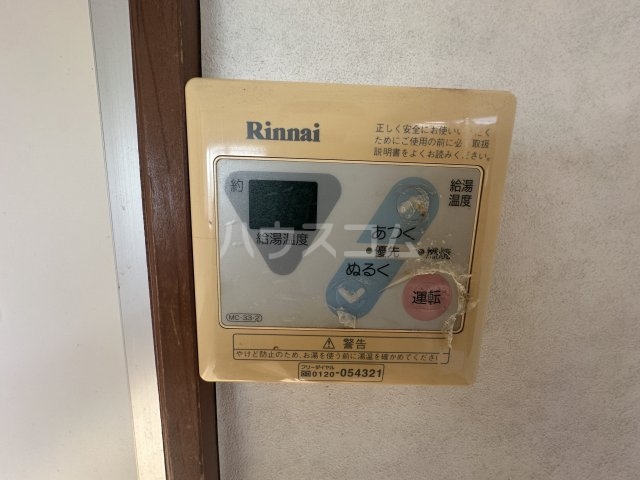 Rinnai
正しく安全にお使いいただく
ためにご使用の前に必ず取扱
説明書をよくお読みください。
約
給湯温度
給湯
温度
あつく
優先
燃焼
ぬるく
運転
MC-33-2
ハウスコム
⚠ 警告
やけど防止のため、お湯を使う前に湯温を確かめてください
フリーダイヤル
0120-054321